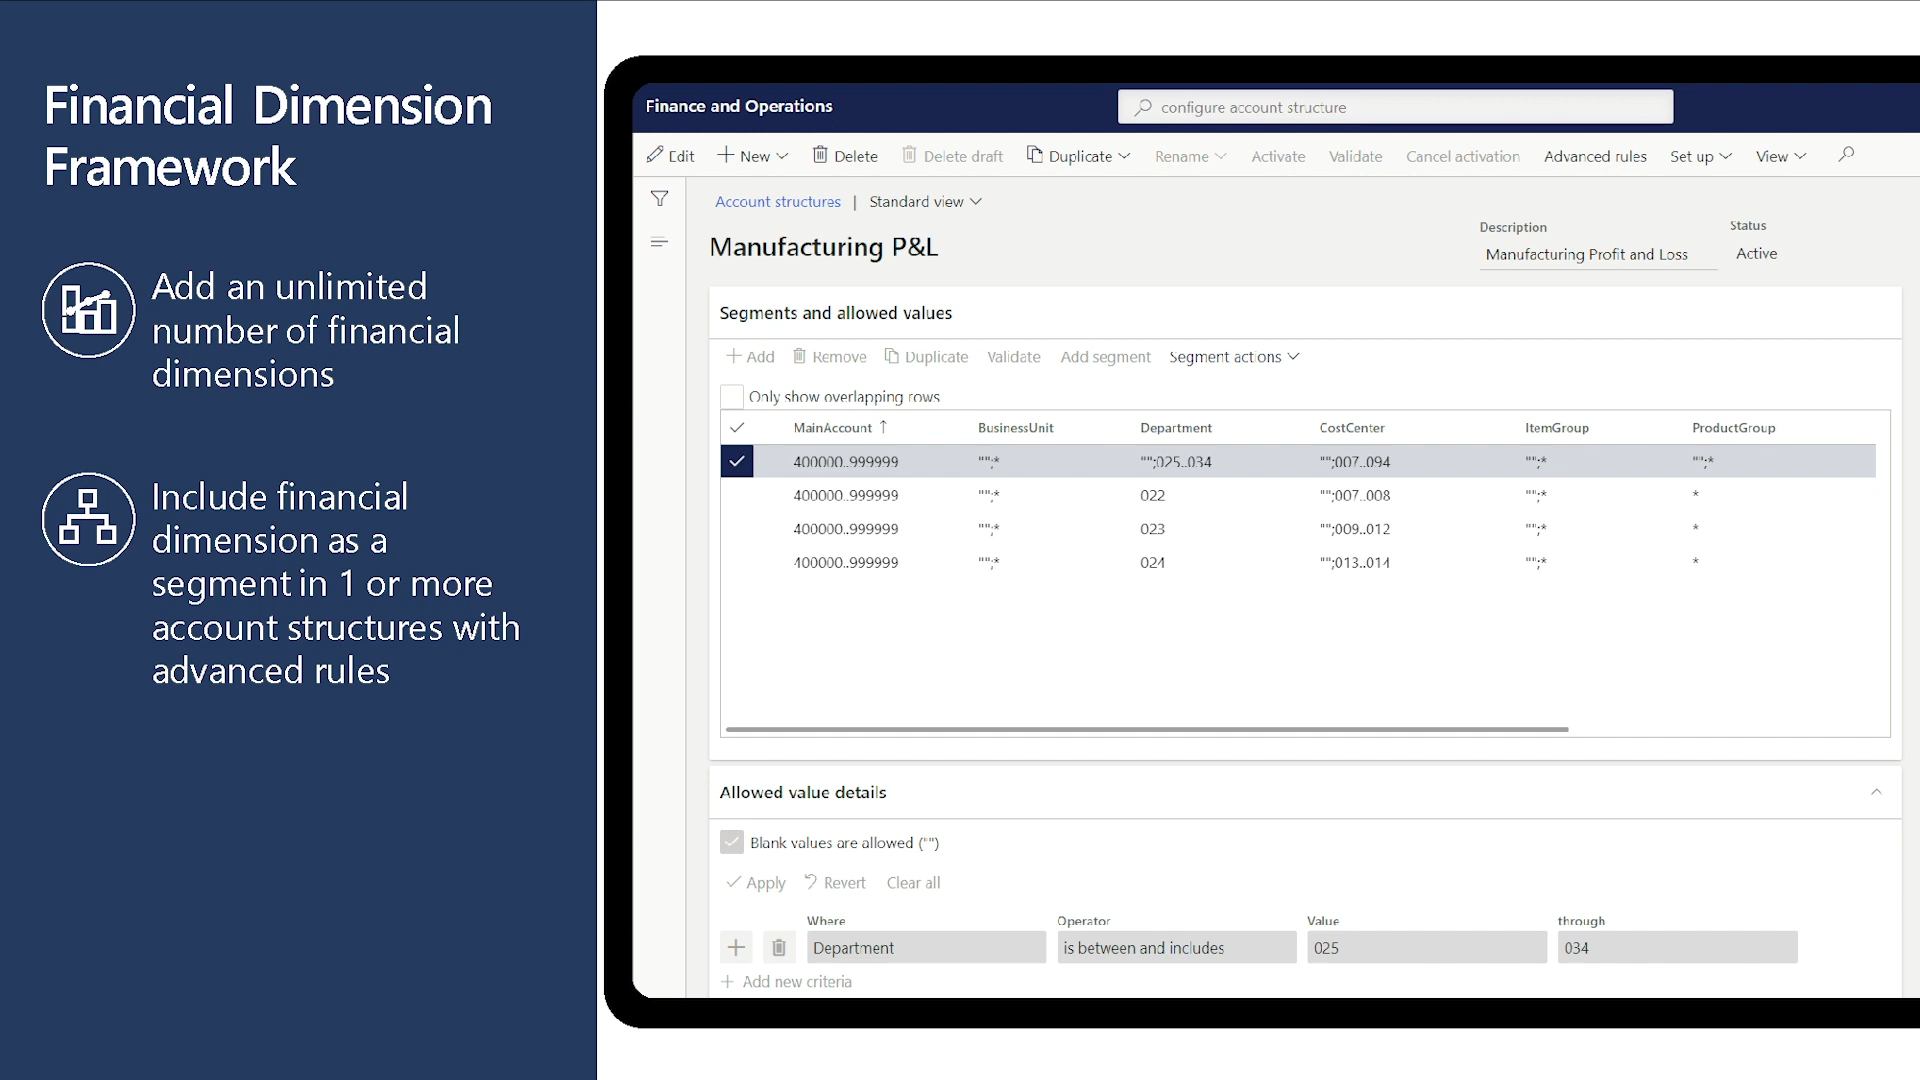 Financial Dimension
Framework
Add an unlimited
number of financial
dimensions
Include financial
dimension as a
segment in 1 or more
account structures with
advanced rules
Finance and Operations
configure account structure
Edit New Delete Delete draft Duplicate Rename Activate Validate Cancel activation Advanced rules Set up View
Account structures | Standard view
Manufacturing P&L
Description
Manufacturing Profit and Loss
Status
Active
Segments and allowed values
Add Remove Duplicate Validate Add segment Segment actions
Only show overlapping rows
MainAccount BusinessUnit Department CostCenter ItemGroup ProductGroup
400000..999999 "";* "";025..034 "";007..094 "";* "";*
400000..999999 "";* 022 "";007..008 "";* *
400000..999999 "";* 023 "";009..012 "";* *
400000..999999 "";* 024 "";013..014 "";* *
Allowed value details
Blank values are allowed ("")
Apply Revert Clear all
Where Operator Value through
Department is between and includes 025 034
Add new criteria